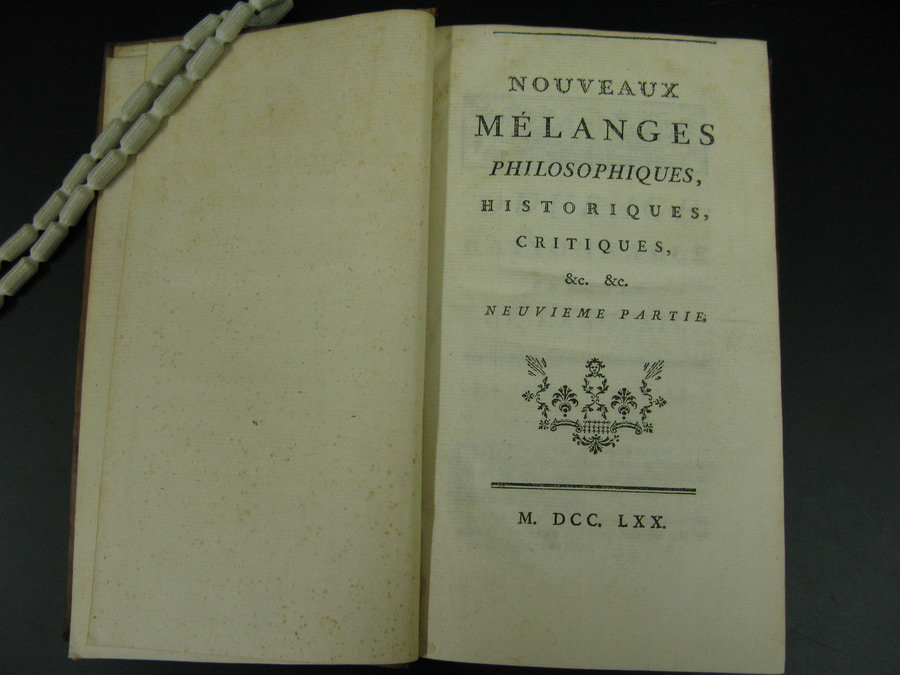 NOUVEAUX
MÉLANGES
PHILOSOPHIQUES,
HISTORIQUES,
CRITIQUES,
&c. &c.
NEUVIEME PARTIE.
M. DCC. LXX.